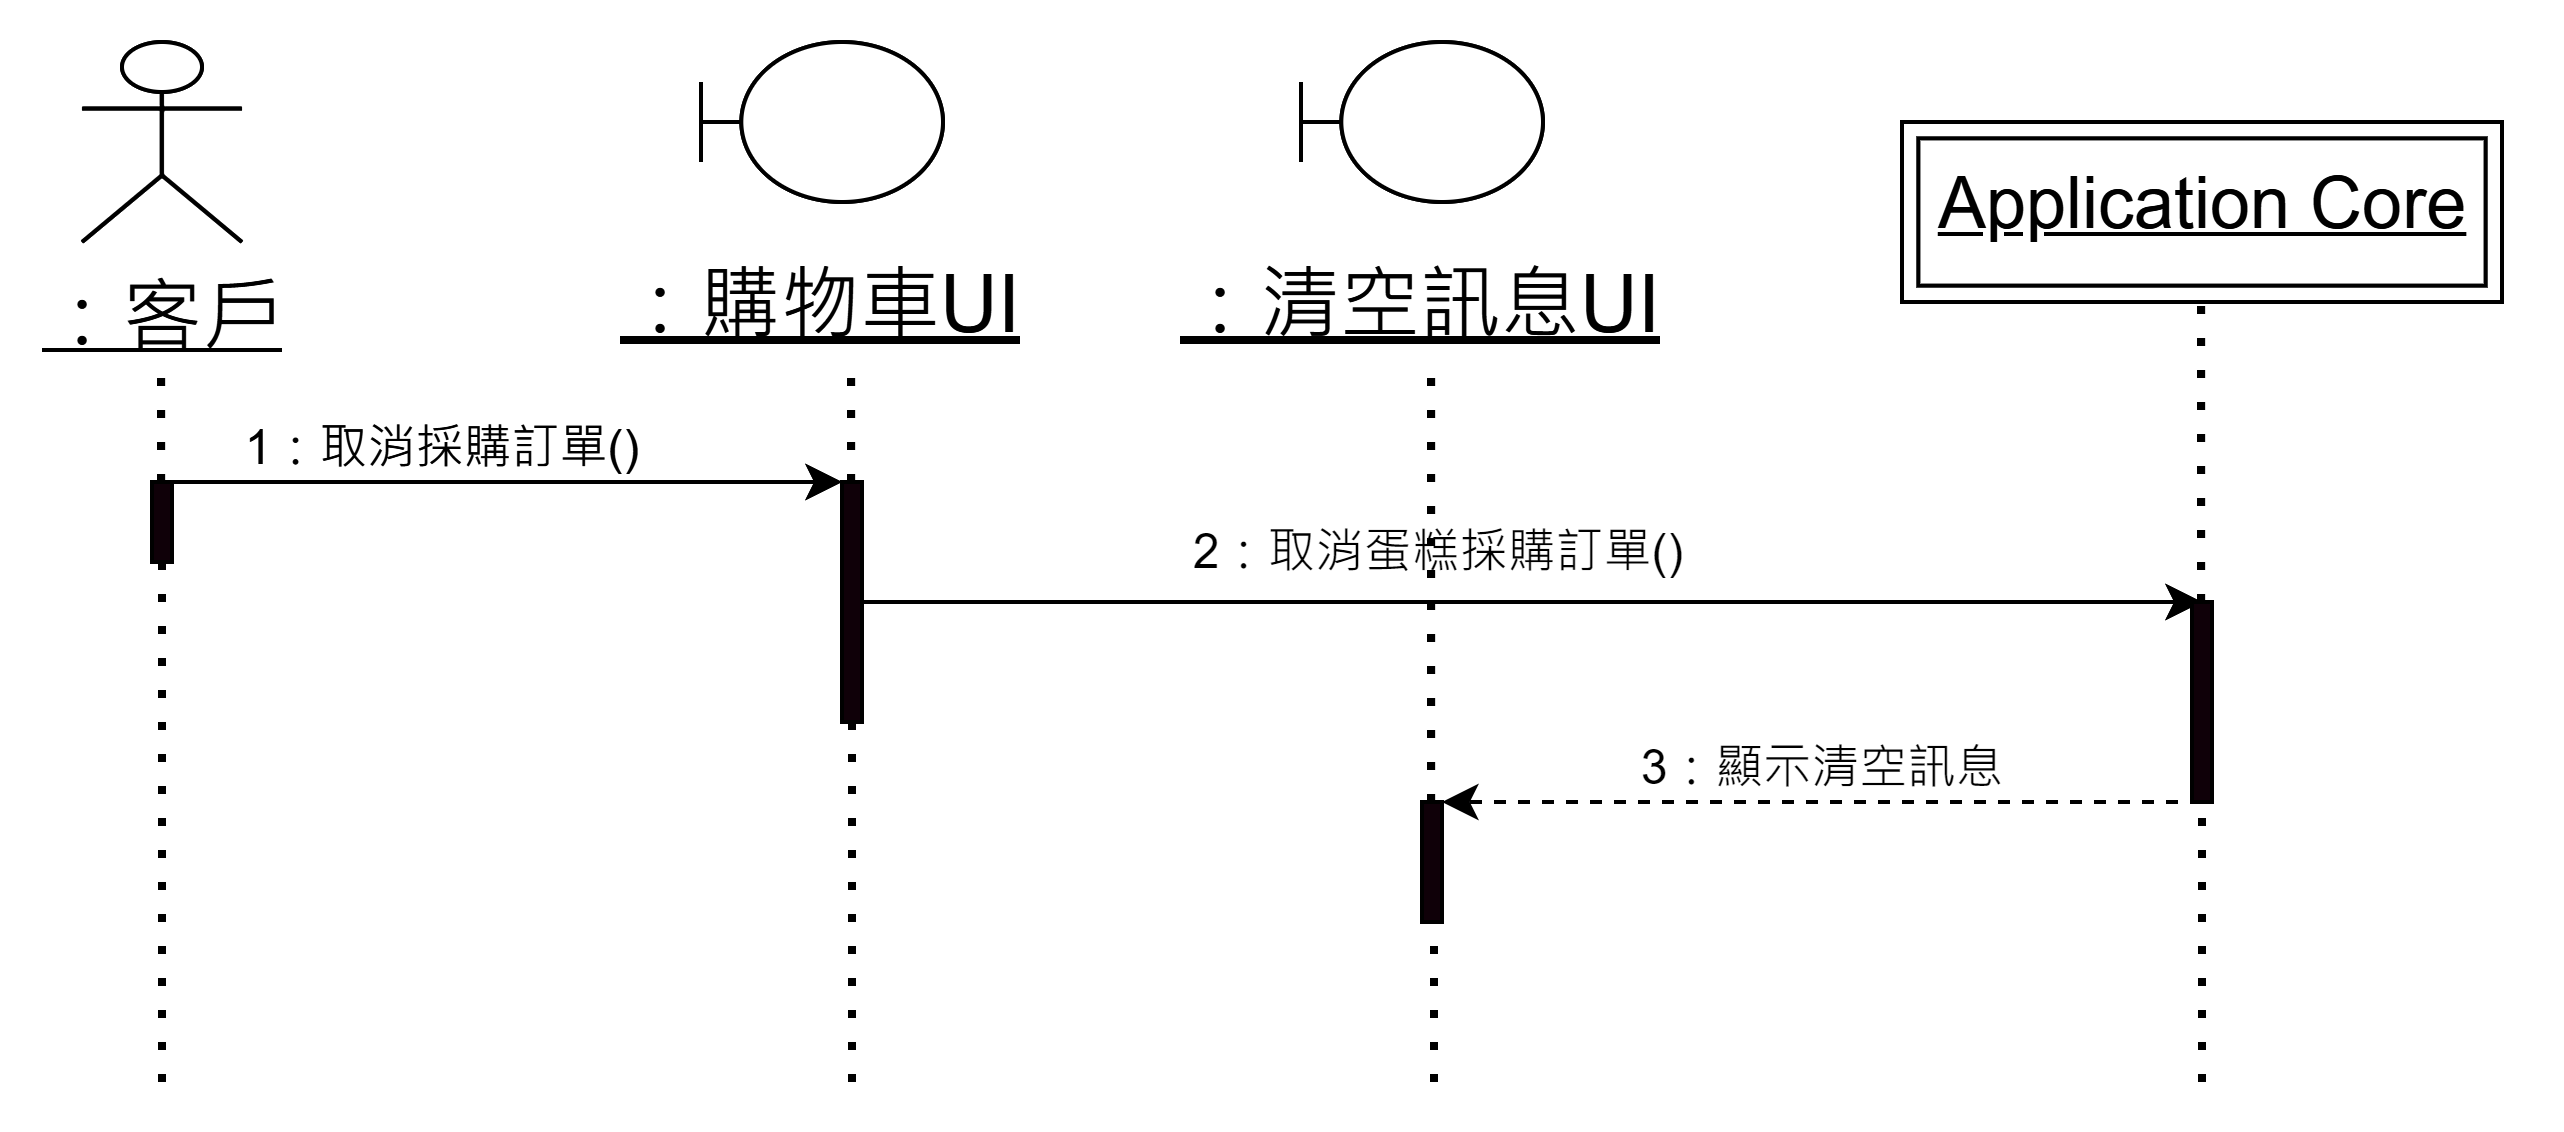 ：客戶
：購物車UI
：清空訊息UI
Application Core
1：取消採購訂單()
2：取消蛋糕採購訂單()
3：顯示清空訊息